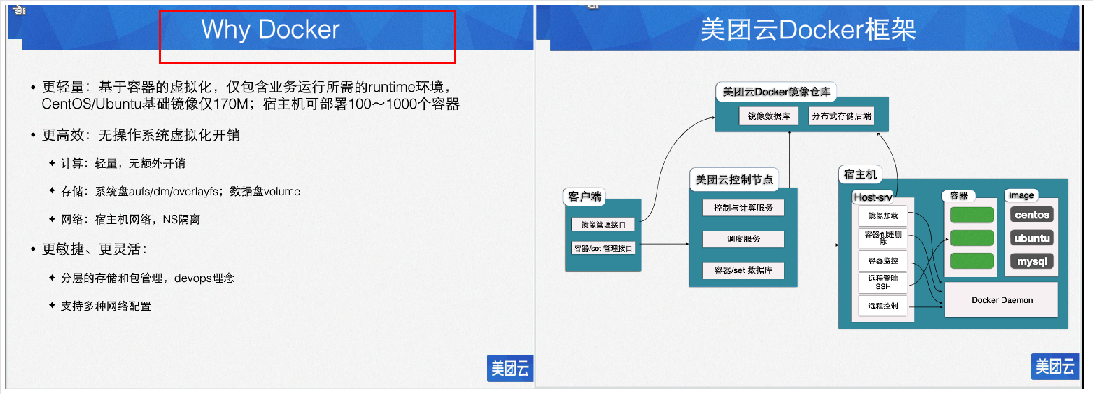 Why Docker
• 更轻量：基于容器的虚拟化，仅包含业务运行所需的runtime环境，
CentOS/Ubuntu基础镜像仅170M；宿主机可部署100～1000个容器
• 更高效：无操作系统虚拟化开销
✦ 计算：轻量，无额外开销
✦ 存储：系统盘aufs/dm/overlayfs；数据盘volume
✦ 网络：宿主机网络，NS隔离
• 更敏捷、更灵活：
✦ 分层的存储和包管理，devops理念
✦ 支持多种网络配置
美团云
美团云Docker框架
美团云Docker镜像仓库
镜像数据库
分布式存储后端
客户端
镜像管理接口
容器/set 管理接口
美团云控制节点
控制与计算服务
调度服务
容器/set 数据库
宿主机
Host-srv
镜像加载
容器创建删
除
容器监控
远程登陆
SSH
远程控制
容器
image
centos
ubuntu
mysql
Docker Daemon
美团云